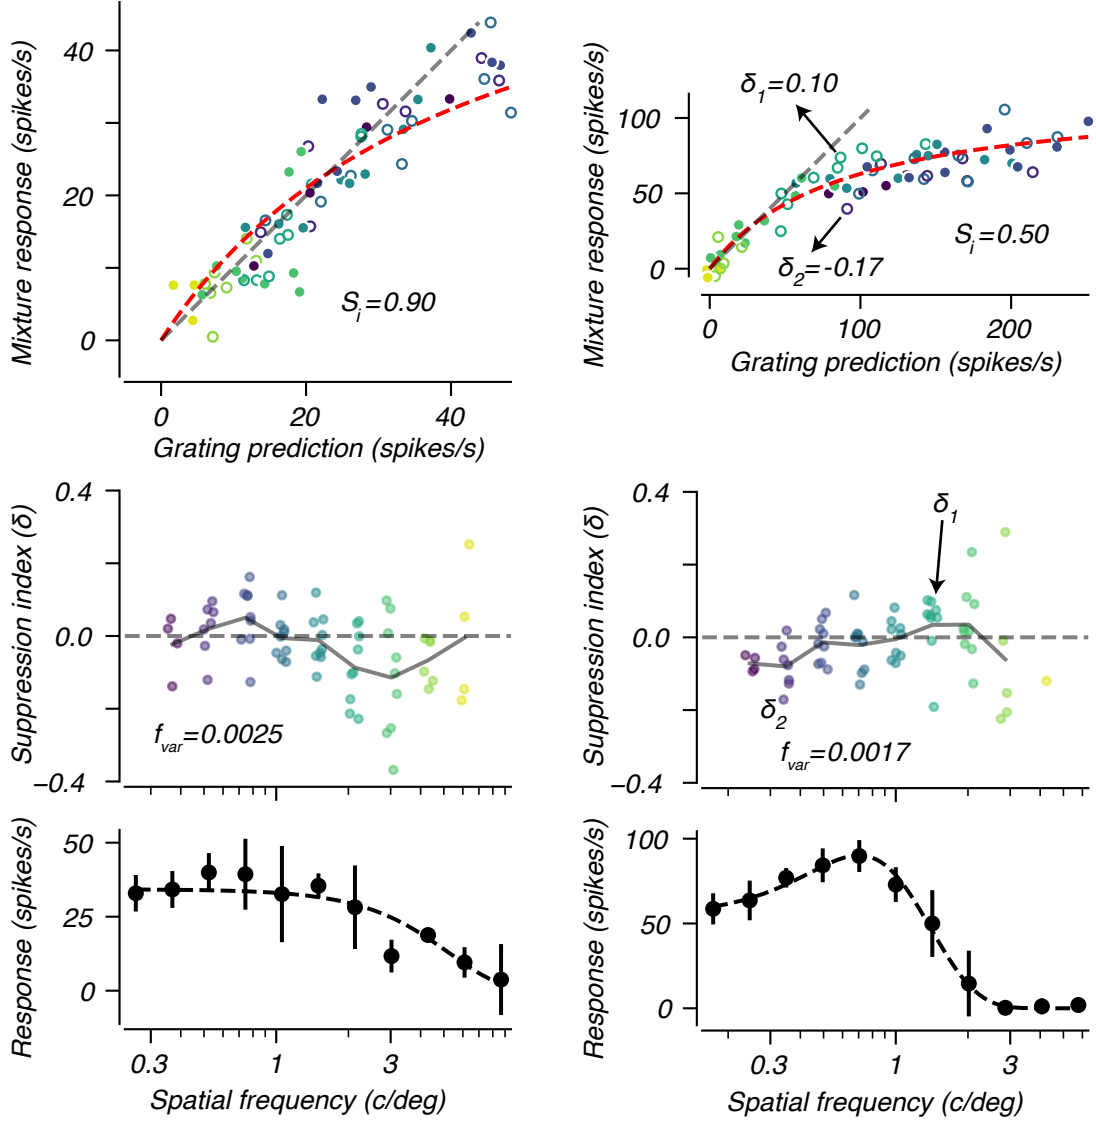 Mixture response (spikes/s)
40
20
0
S_i=0.90
0
20
40
Grating prediction (spikes/s)
Mixture response (spikes/s)
100
50
0
δ_1=0.10
δ_2=-0.17
S_i=0.50
0
100
200
Grating prediction (spikes/s)
Suppression index (δ)
0.4
0.0
−0.4
f_var=0.0025
1
Suppression index (δ)
0.4
0.0
−0.4
δ_1
δ_2
f_var=0.0017
Response (spikes/s)
50
25
0
0.3
1
3
Spatial frequency (c/deg)
Response (spikes/s)
100
50
0
0.3
1
3
Spatial frequency (c/deg)